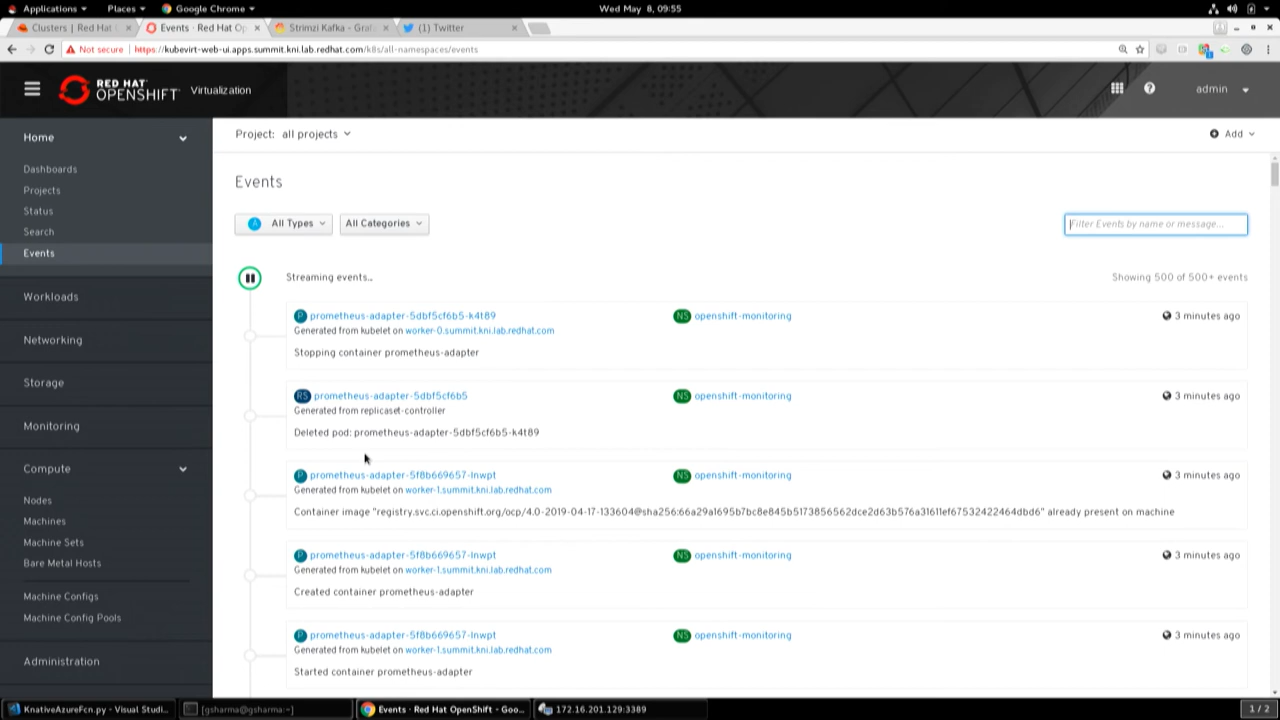 Applications Places Google Chrome Wed May 8, 09:55
Clusters | Red Hat Events · Red Hat Op Strimzi Kafka - Graf (1) Twitter
Not secure https://kubevirt-web-ui.apps.summit.kni.lab.redhat.com/k8s/all-namespaces/events
RED HAT
OPENSHIFT Virtualization
admin
Home
Dashboards
Projects
Status
Search
Events
Workloads
Networking
Storage
Monitoring
Compute
Nodes
Machines
Machine Sets
Bare Metal Hosts
Machine Configs
Machine Config Pools
Administration
Project: all projects Add
Events
A All Types All Categories Filter Events by name or message...
Streaming events.. Showing 500 of 500+ events
P prometheus-adapter-5dbf5cf6b5-k4t89 NS openshift-monitoring 3 minutes ago
Generated from kubelet on worker-0.summit.kni.lab.redhat.com
Stopping container prometheus-adapter
RS prometheus-adapter-5dbf5cf6b5 NS openshift-monitoring 3 minutes ago
Generated from replicaset-controller
Deleted pod: prometheus-adapter-5dbf5cf6b5-k4t89
P prometheus-adapter-5f8b669657-lnwpt NS openshift-monitoring 3 minutes ago
Generated from kubelet on worker-1.summit.kni.lab.redhat.com
Container image "registry.svc.ci.openshift.org/ocp/4.0-2019-04-17-133604@sha256:66a29a1695b7bc8e845b5173856562dce2d63b576a31611ef67532422464dbd6" already present on machine
P prometheus-adapter-5f8b669657-lnwpt NS openshift-monitoring 3 minutes ago
Generated from kubelet on worker-1.summit.kni.lab.redhat.com
Created container prometheus-adapter
P prometheus-adapter-5f8b669657-lnwpt NS openshift-monitoring 3 minutes ago
Generated from kubelet on worker-1.summit.kni.lab.redhat.com
Started container prometheus-adapter
KnativeAzureFcn.py - Visual Studi... [gsharma@gsharma:~] Events · Red Hat OpenShift - Goo... 172.16.201.129:3389 1 / 2